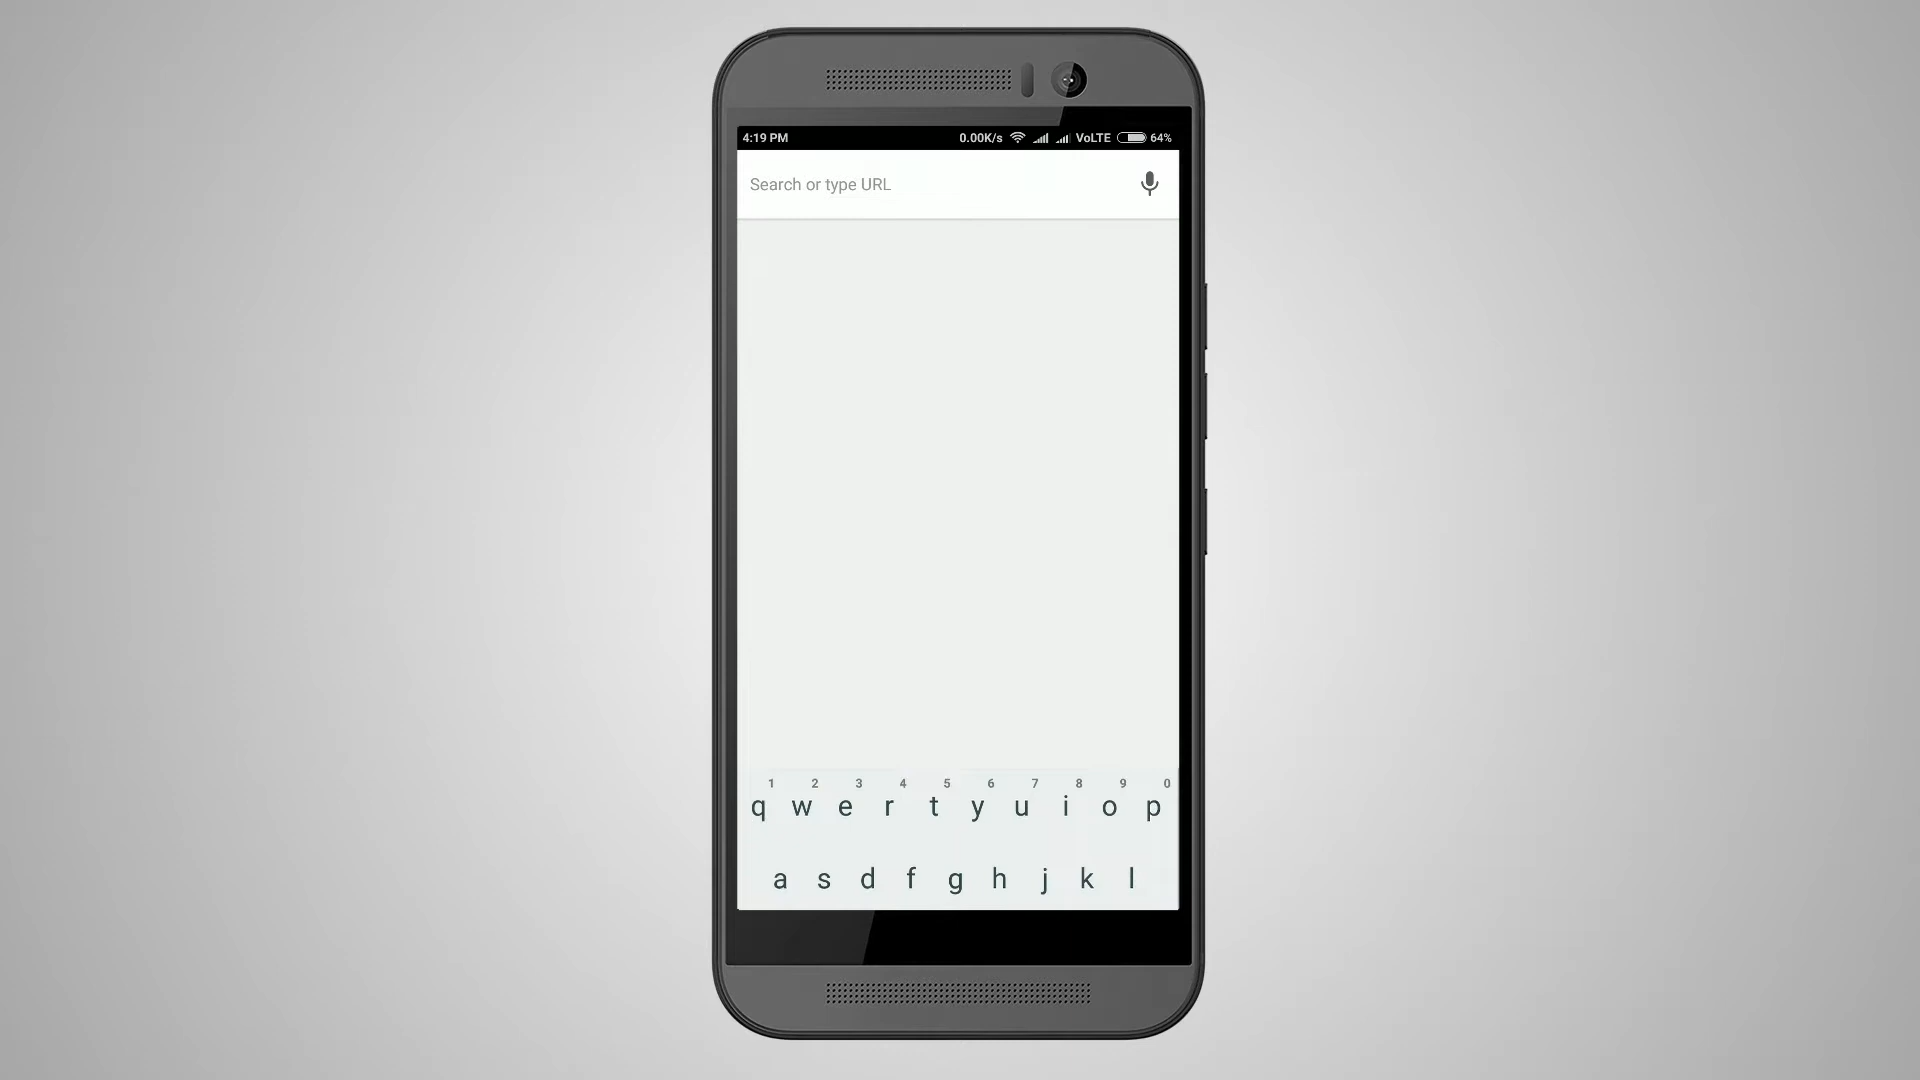 4:19 PM 0.00K/s VoLTE 64%
Search or type URL
1 2 3 4 5 6 7 8 9 0
q w e r t y u i o p
a s d f g h j k l